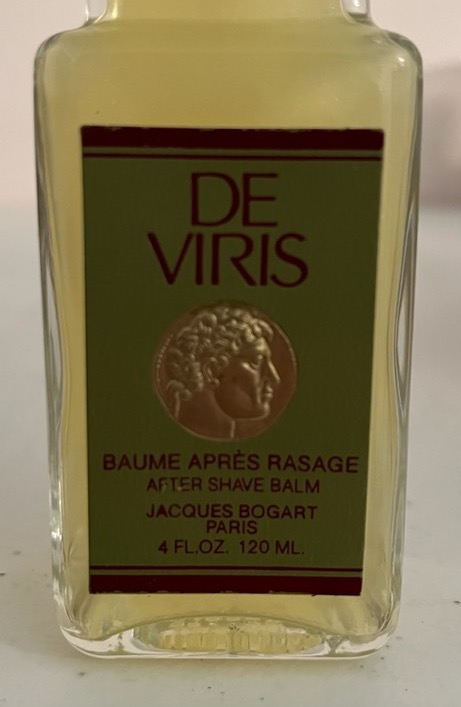 DE
VIRIS
BAUME APRÈS RASAGE
AFTER SHAVE BALM
JACQUES BOGART
PARIS
4 FL.OZ. 120 ML.